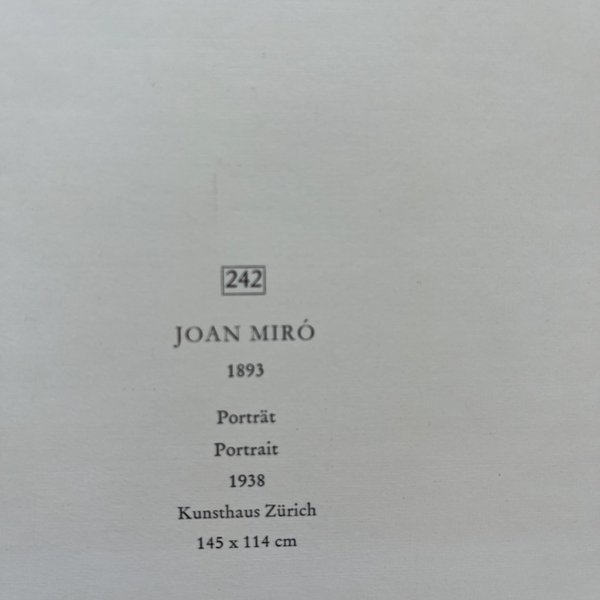 242
JOAN MIRÓ
1893
Porträt
Portrait
1938
Kunsthaus Zürich
145 x 114 cm